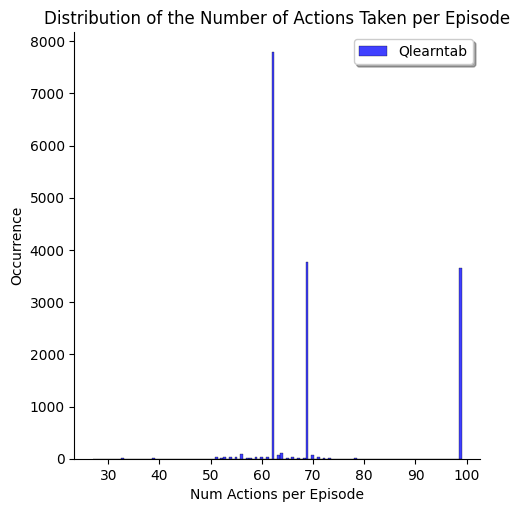 Distribution of the Number of Actions Taken per Episode
Qlearntab
8000
7000
6000
5000
4000
3000
2000
1000
0
Occurrence
30 40 50 60 70 80 90 100
Num Actions per Episode